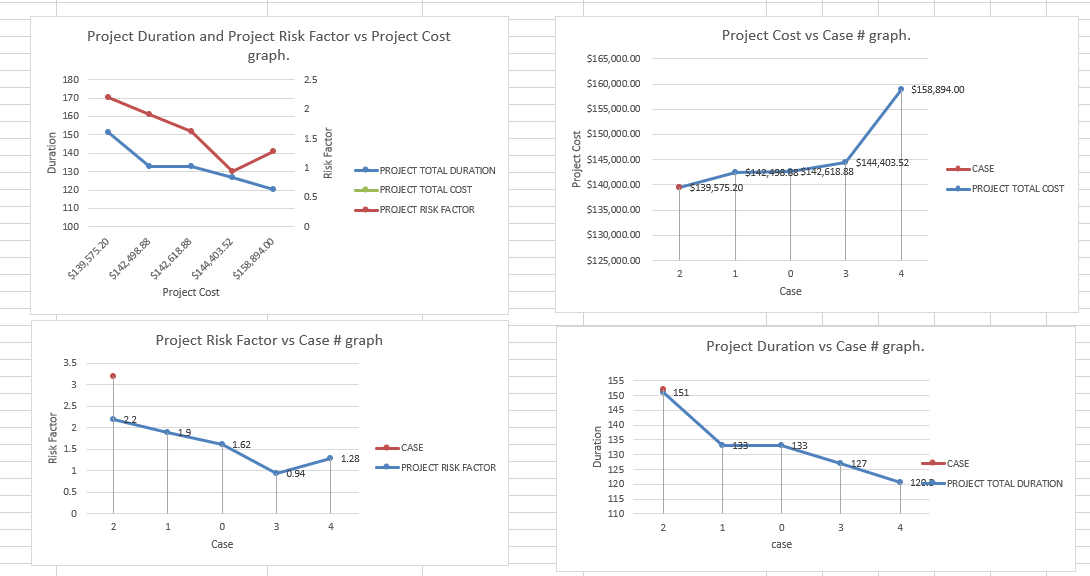 Project Duration and Project Risk Factor vs Project Cost
graph.
180
170
160
150
140
130
120
110
100
2.5
2
1.5
1
0.5
0
Duration
Risk Factor
$139,575.20
$142,498.88
$142,618.88
$144,403.52
$158,894.00
Project Cost
PROJECT TOTAL DURATION
PROJECT TOTAL COST
PROJECT RISK FACTOR
Project Cost vs Case # graph.
$165,000.00
$160,000.00
$155,000.00
$150,000.00
$145,000.00
$140,000.00
$135,000.00
$130,000.00
$125,000.00
Project Cost
$139,575.20
$142,498.88
$142,618.88
$144,403.52
$158,894.00
2 1 0 3 4
Case
CASE
PROJECT TOTAL COST
Project Risk Factor vs Case # graph
3.5
3
2.5
2
1.5
1
0.5
0
Risk Factor
2.2
1.9
1.62
0.94
1.28
2 1 0 3 4
Case
CASE
PROJECT RISK FACTOR
Project Duration vs Case # graph.
155
150
145
140
135
130
125
120
115
110
Duration
151
133
133
127
2 1 0 3 4
case
CASE
PROJECT TOTAL DURATION